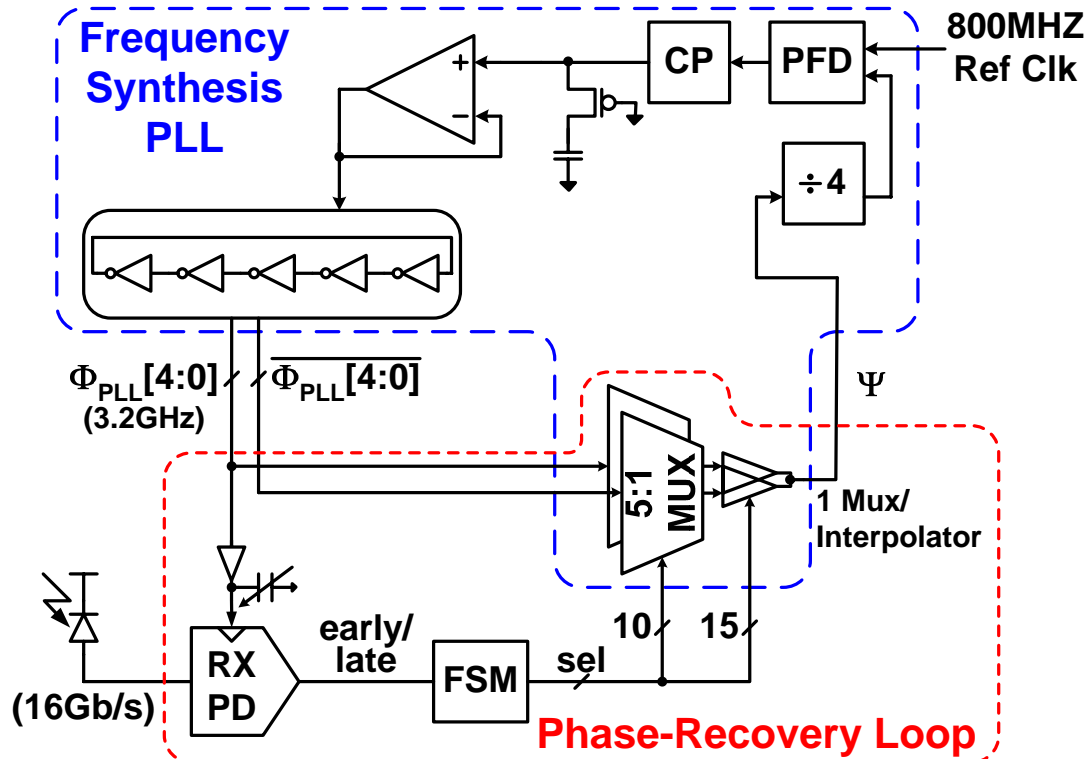 Frequency
Synthesis
PLL
+
−
CP
PFD
800MHZ
Ref Clk
÷4
Φ_PLL[4:0]
(3.2GHz)
Φ̅_PLL[4:0]
Ψ
5:1
MUX
1 Mux/
Interpolator
10
15
(16Gb/s)
RX
PD
early/
late
FSM
sel
Phase-Recovery Loop